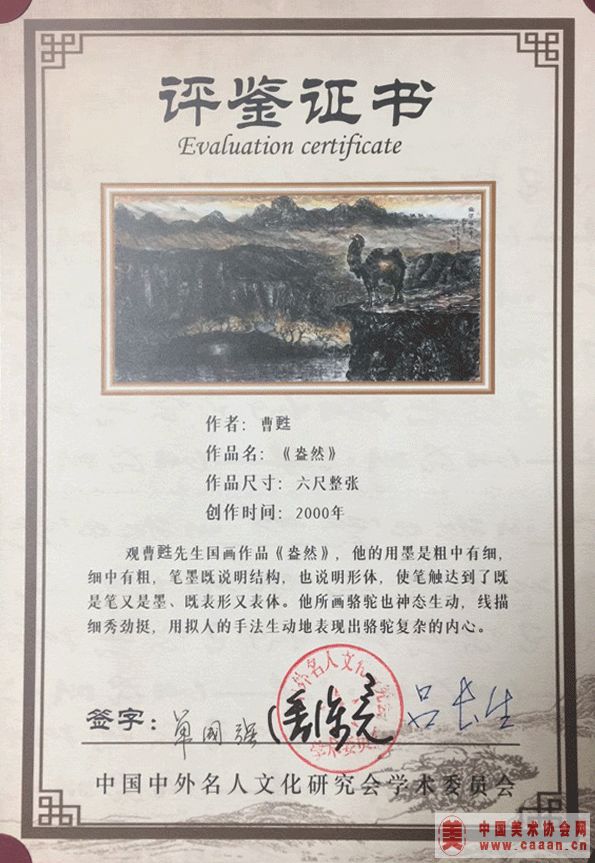 评鉴证书
Evaluation certificate
作者：曹甦
作品名：《盎然》
作品尺寸：六尺整张
创作时间：2000年
观曹甦先生国画作品《盎然》，他的用墨是粗中有细，
细中有粗，笔墨既说明结构，也说明形体，使笔触达到了既
是笔又是墨、既表形又表体。他所画骆驼也神态生动，线描
细秀劲挺，用拟人的手法生动地表现出骆驼复杂的内心。
签字：单国强 吕长生
中国中外名人文化研究会学术委员会
中国美术协会网
www.caaan.cn